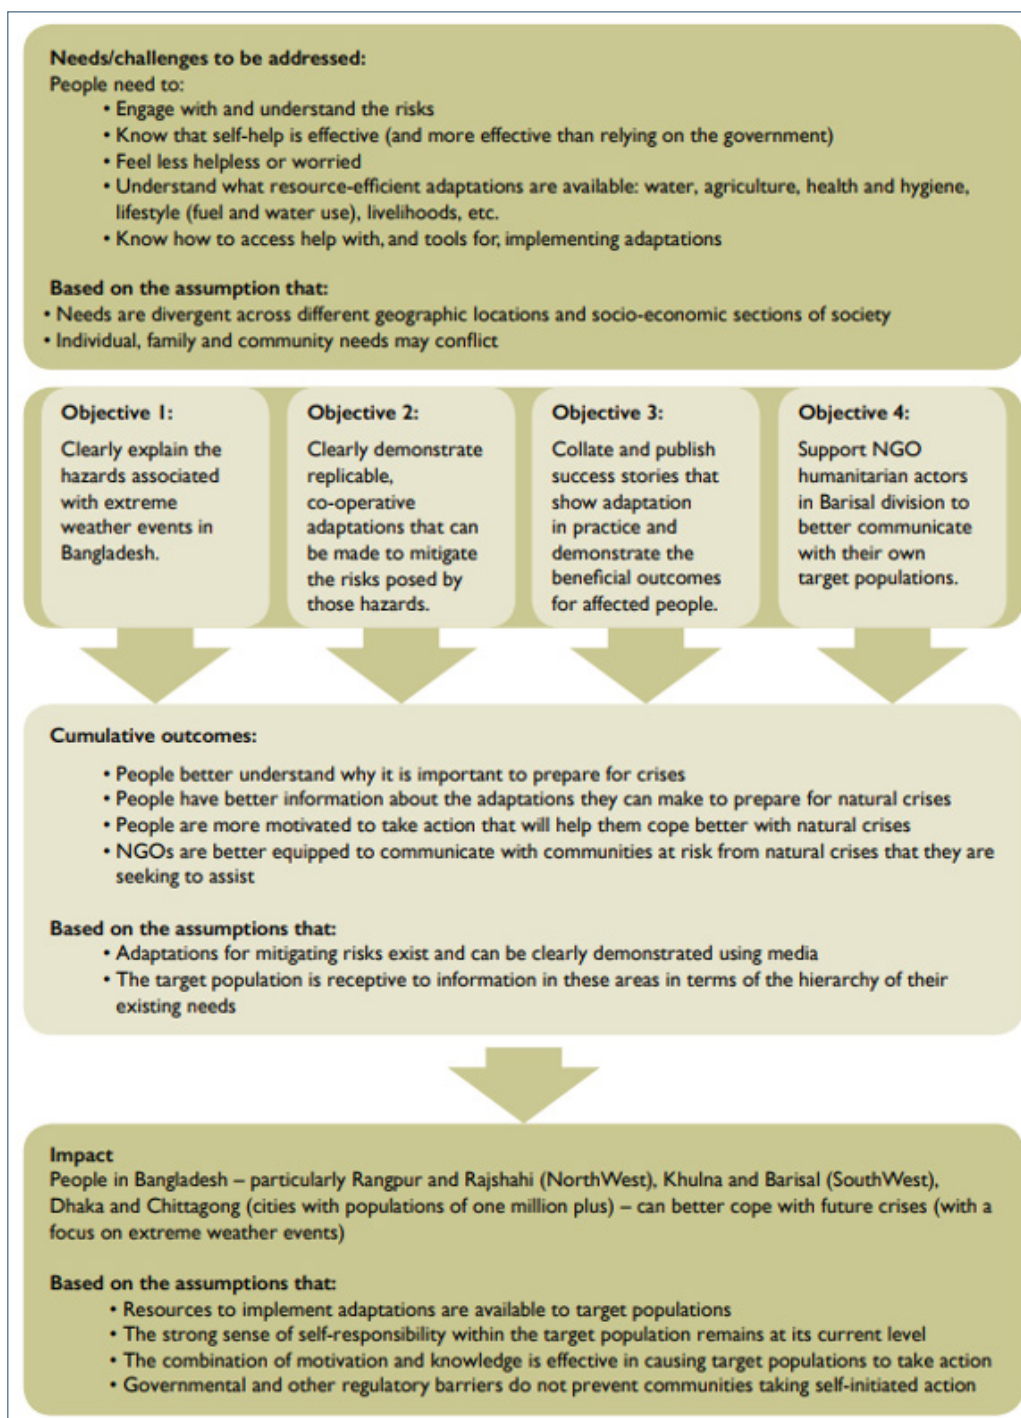 Needs/challenges to be addressed:
People need to:
• Engage with and understand the risks
• Know that self-help is effective (and more effective than relying on the government)
• Feel less helpless or worried
• Understand what resource-efficient adaptations are available: water, agriculture, health and hygiene,
lifestyle (fuel and water use), livelihoods, etc.
• Know how to access help with, and tools for, implementing adaptations
Based on the assumption that:
• Needs are divergent across different geographic locations and socio-economic sections of society
• Individual, family and community needs may conflict
Objective 1:
Clearly explain the
hazards associated
with extreme
weather events in
Bangladesh.
Objective 2:
Clearly demonstrate
replicable,
co-operative
adaptations that can
be made to mitigate
the risks posed by
those hazards.
Objective 3:
Collate and publish
success stories that
show adaptation
in practice and
demonstrate the
beneficial outcomes
for affected people.
Objective 4:
Support NGO
humanitarian actors
in Barisal division to
better communicate
with their own
target populations.
Cumulative outcomes:
• People better understand why it is important to prepare for crises
• People have better information about the adaptations they can make to prepare for natural crises
• People are more motivated to take action that will help them cope better with natural crises
• NGOs are better equipped to communicate with communities at risk from natural crises that they are
seeking to assist
Based on the assumptions that:
• Adaptations for mitigating risks exist and can be clearly demonstrated using media
• The target population is receptive to information in these areas in terms of the hierarchy of their
existing needs
Impact
People in Bangladesh – particularly Rangpur and Rajshahi (NorthWest), Khulna and Barisal (SouthWest),
Dhaka and Chittagong (cities with populations of one million plus) – can better cope with future crises (with a
focus on extreme weather events)
Based on the assumptions that:
• Resources to implement adaptations are available to target populations
• The strong sense of self-responsibility within the target population remains at its current level
• The combination of motivation and knowledge is effective in causing target populations to take action
• Governmental and other regulatory barriers do not prevent communities taking self-initiated action